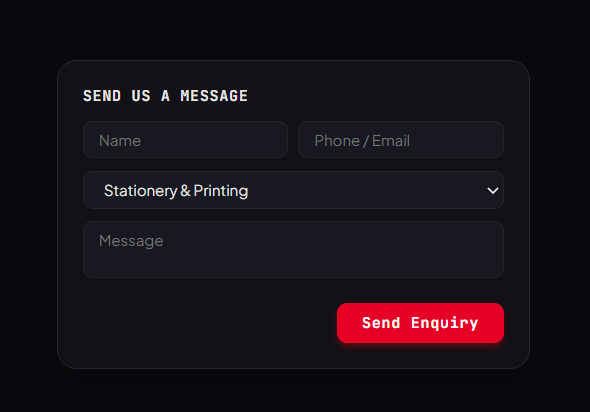 SEND US A MESSAGE
Name
Phone / Email
Stationery & Printing
Message
Send Enquiry